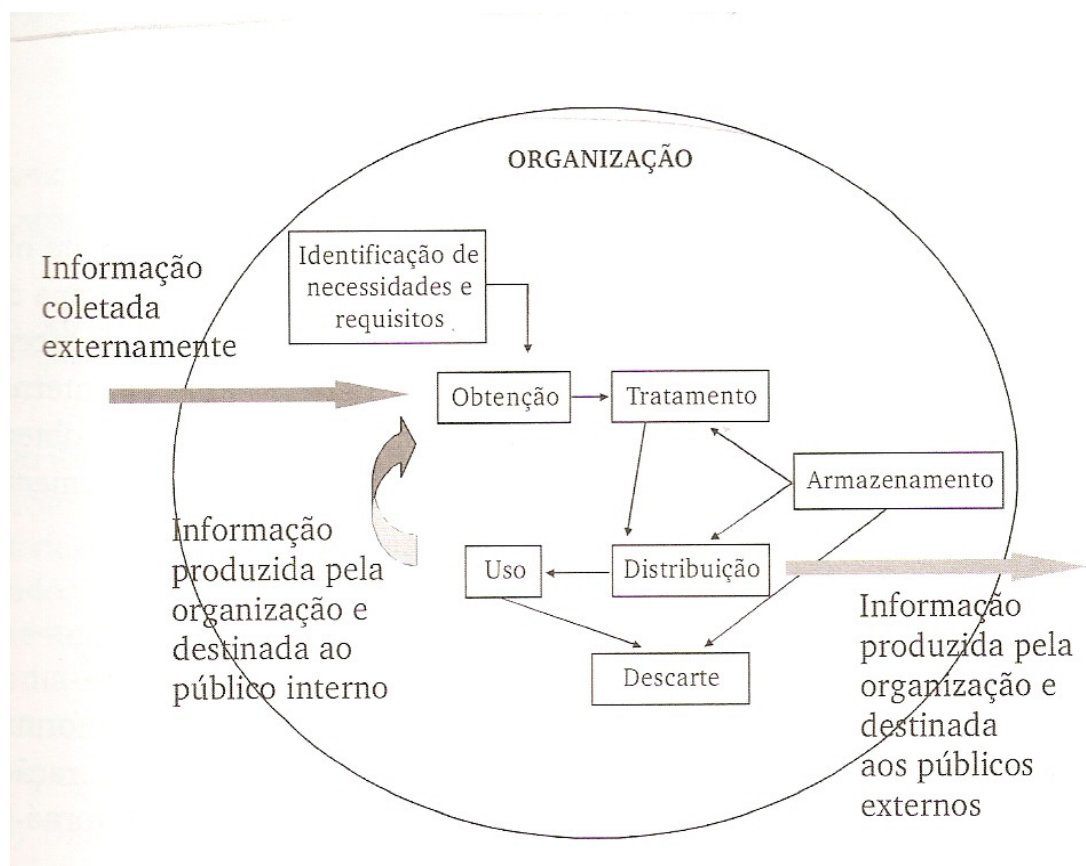 ORGANIZAÇÃO
Identificação de
necessidades e
requisitos
Informação
coletada
externamente
Obtenção
Tratamento
Armazenamento
Informação
produzida pela
organização e
destinada ao
público interno
Uso
Distribuição
Descarte
Informação
produzida pela
organização e
destinada
aos públicos
externos